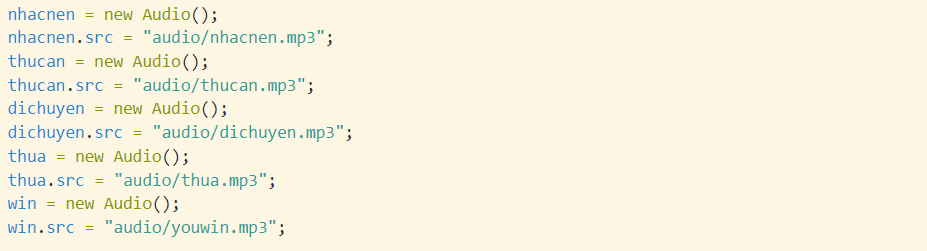 nhacnen = new Audio();
nhacnen.src = "audio/nhacnen.mp3";
thucan = new Audio();
thucan.src = "audio/thucan.mp3";
dichuyen = new Audio();
dichuyen.src = "audio/dichuyen.mp3";
thua = new Audio();
thua.src = "audio/thua.mp3";
win = new Audio();
win.src = "audio/youwin.mp3";